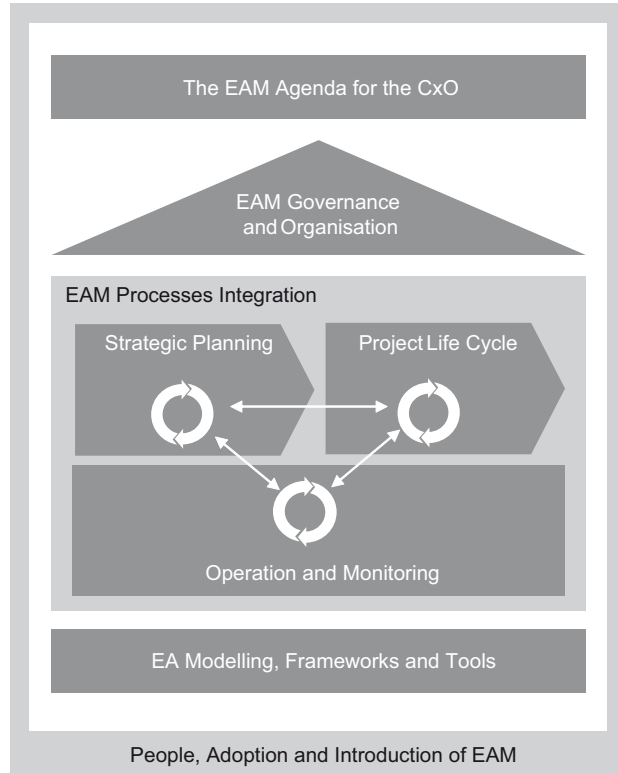 The EAM Agenda for the CxO
EAM Governance
and Organisation
EAM Processes Integration
Strategic Planning
Project Life Cycle
Operation and Monitoring
EA Modelling, Frameworks and Tools
People, Adoption and Introduction of EAM